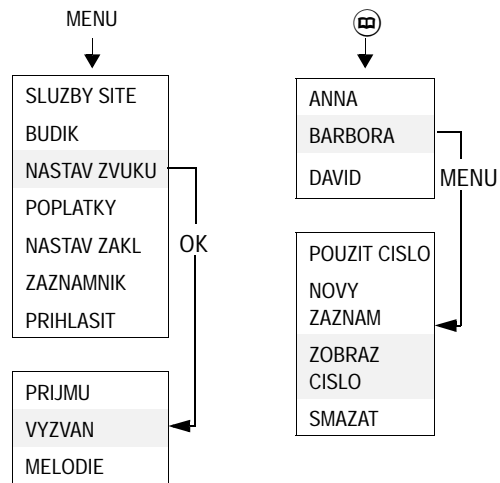 MENU
SLUZBY SITE
BUDIK
NASTAV ZVUKU
POPLATKY
NASTAV ZAKL
ZAZNAMNIK
PRIHLASIT
OK
PRIJMU
VYZVAN
MELODIE
ANNA
BARBORA
DAVID
MENU
POUZIT CISLO
NOVY
ZAZNAM
ZOBRAZ
CISLO
SMAZAT